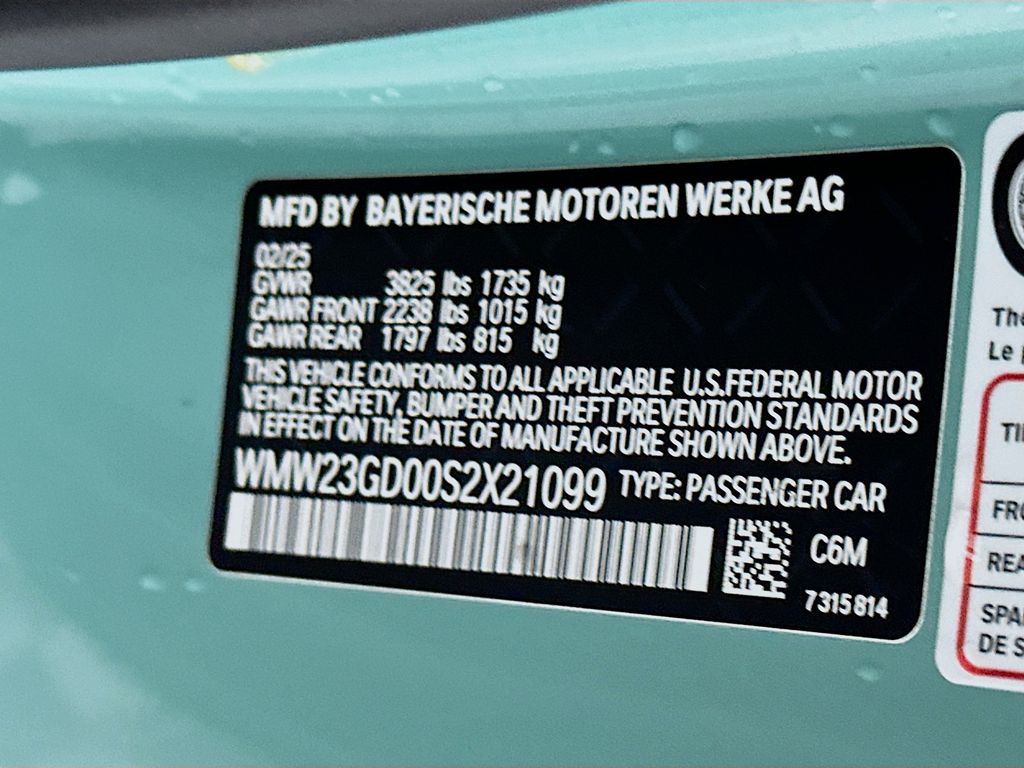 MFD BY BAYERISCHE MOTOREN WERKE AG
02/25
GVWR 3825 lbs 1735 kg
GAWR FRONT 2238 lbs 1015 kg
GAWR REAR 1797 lbs 815 kg
THIS VEHICLE CONFORMS TO ALL APPLICABLE U.S.FEDERAL MOTOR
VEHICLE SAFETY, BUMPER AND THEFT PREVENTION STANDARDS
IN EFFECT ON THE DATE OF MANUFACTURE SHOWN ABOVE.
WMW23GD00S2X21099 TYPE: PASSENGER CAR
C6M
7315814
Le
DE S